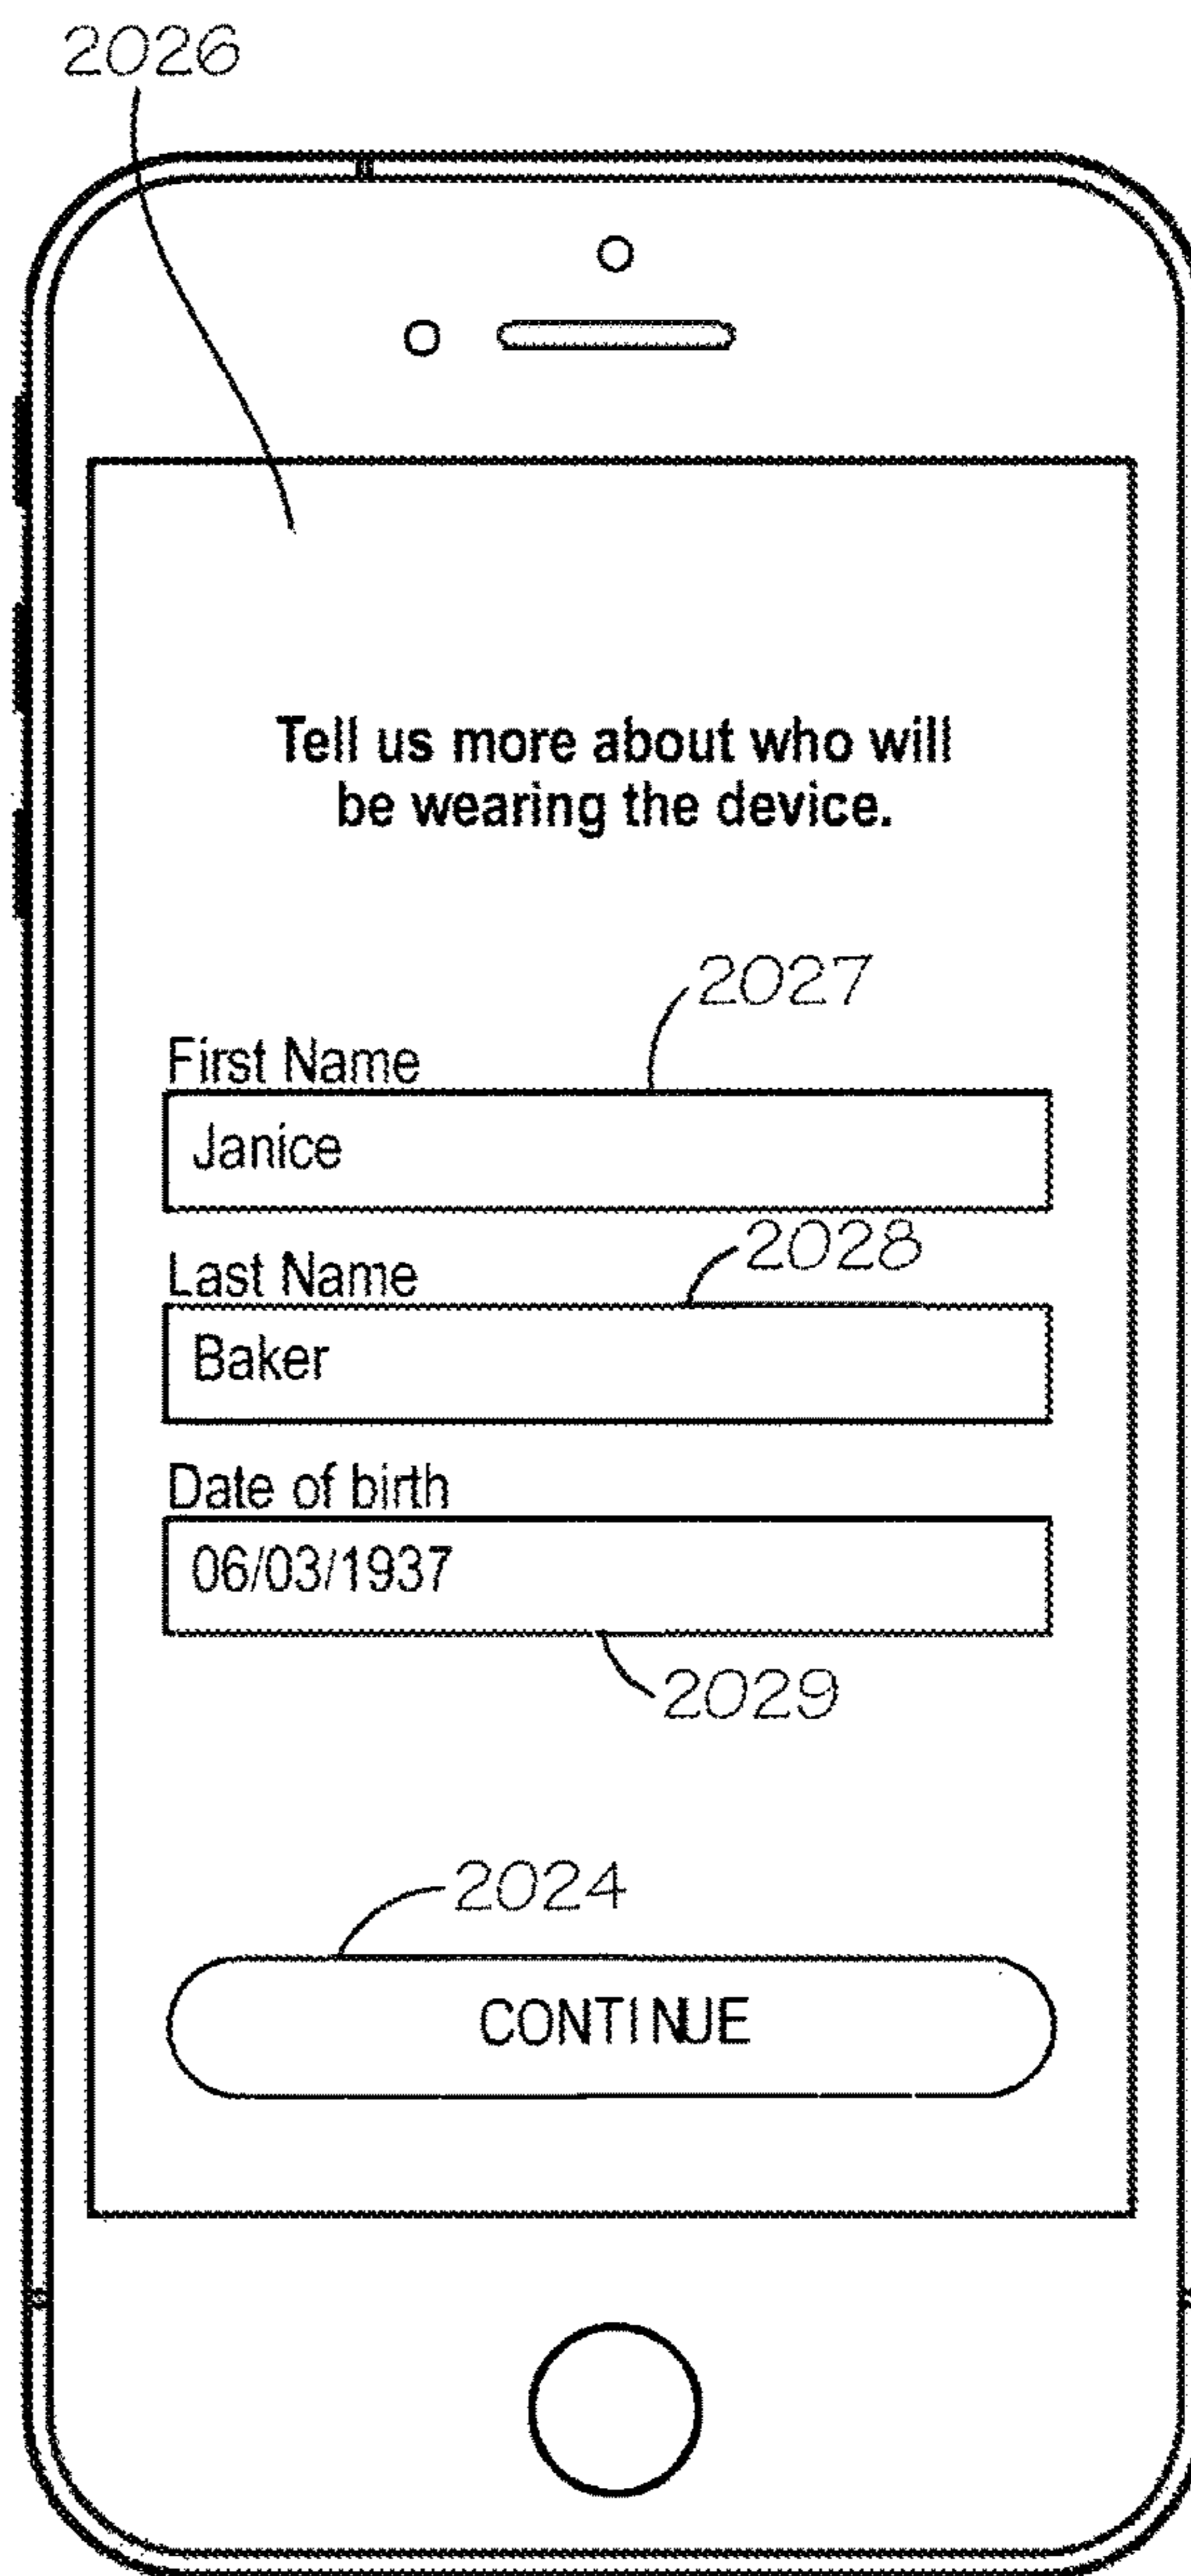 2026
Tell us more about who will
be wearing the device.
2027
First Name
Janice
2028
Last Name
Baker
Date of birth
06/03/1937
2029
2024
CONTINUE